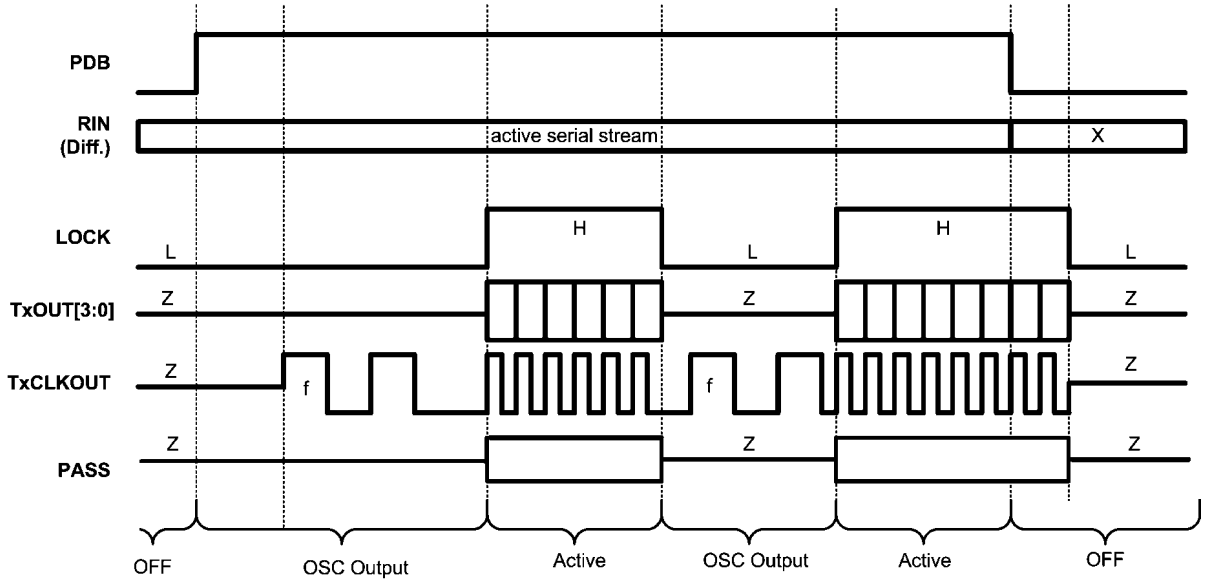 PDB
RIN
(Diff.)
active serial stream
X
LOCK
L
H
L
H
L
TxOUT[3:0]
Z
Z
Z
TxCLKOUT
Z
f
f
Z
PASS
Z
Z
Z
OFF
OSC Output
Active
OSC Output
Active
OFF